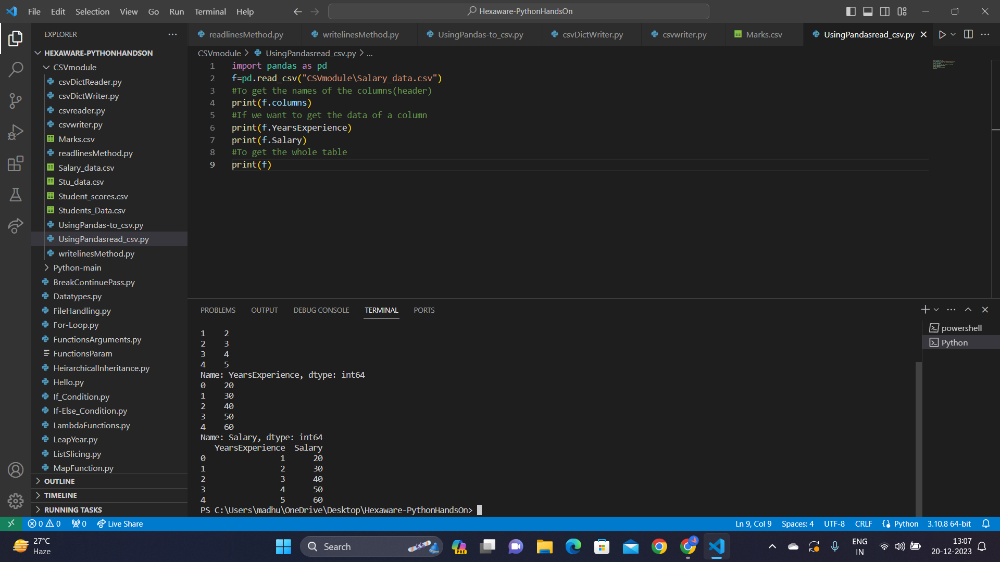 File Edit Selection View Go Run Terminal Help
Hexaware-PythonHandsOn
EXPLORER
HEXAWARE-PYTHONHANDSON
CSVmodule
csvDictReader.py
csvDictWriter.py
csvreader.py
csvwriter.py
Marks.csv
readlinesMethod.py
Salary_data.csv
Stu_data.csv
Student_scores.csv
Students_Data.csv
UsingPandas-to_csv.py
UsingPandasread_csv.py
writelinesMethod.py
Python-main
BreakContinuePass.py
Datatypes.py
FileHandling.py
For-Loop.py
FunctionsArguments.py
FunctionsParam
HeirarchicalInheritance.py
Hello.py
If_Condition.py
If-Else_Condition.py
LambdaFunctions.py
LeapYear.py
ListSlicing.py
MapFunction.py
OUTLINE
TIMELINE
RUNNING TASKS
readlinesMethod.py writelinesMethod.py UsingPandas-to_csv.py csvDictWriter.py csvwriter.py Marks.csv UsingPandasread_csv.py
CSVmodule > UsingPandasread_csv.py > ...
1 import pandas as pd
2 f=pd.read_csv("CSVmodule\Salary_data.csv")
3 #To get the names of the columns(header)
4 print(f.columns)
5 #If we want to get the data of a column
6 print(f.YearsExperience)
7 print(f.Salary)
8 #To get the whole table
9 print(f)
PROBLEMS OUTPUT DEBUG CONSOLE TERMINAL PORTS
1 2
2 3
3 4
4 5
Name: YearsExperience, dtype: int64
0 20
1 30
2 40
3 50
4 60
Name: Salary, dtype: int64
YearsExperience Salary
0 1 20
1 2 30
2 3 40
3 4 50
4 5 60
PS C:\Users\madhu\OneDrive\Desktop\Hexaware-PythonHandsOn>
powershell
Python
0 0 0 Live Share Ln 9, Col 9 Spaces: 4 UTF-8 CRLF Python 3.10.8 64-bit
27°C
Haze
Search
PRE
ENG
IN
13:07
20-12-2023